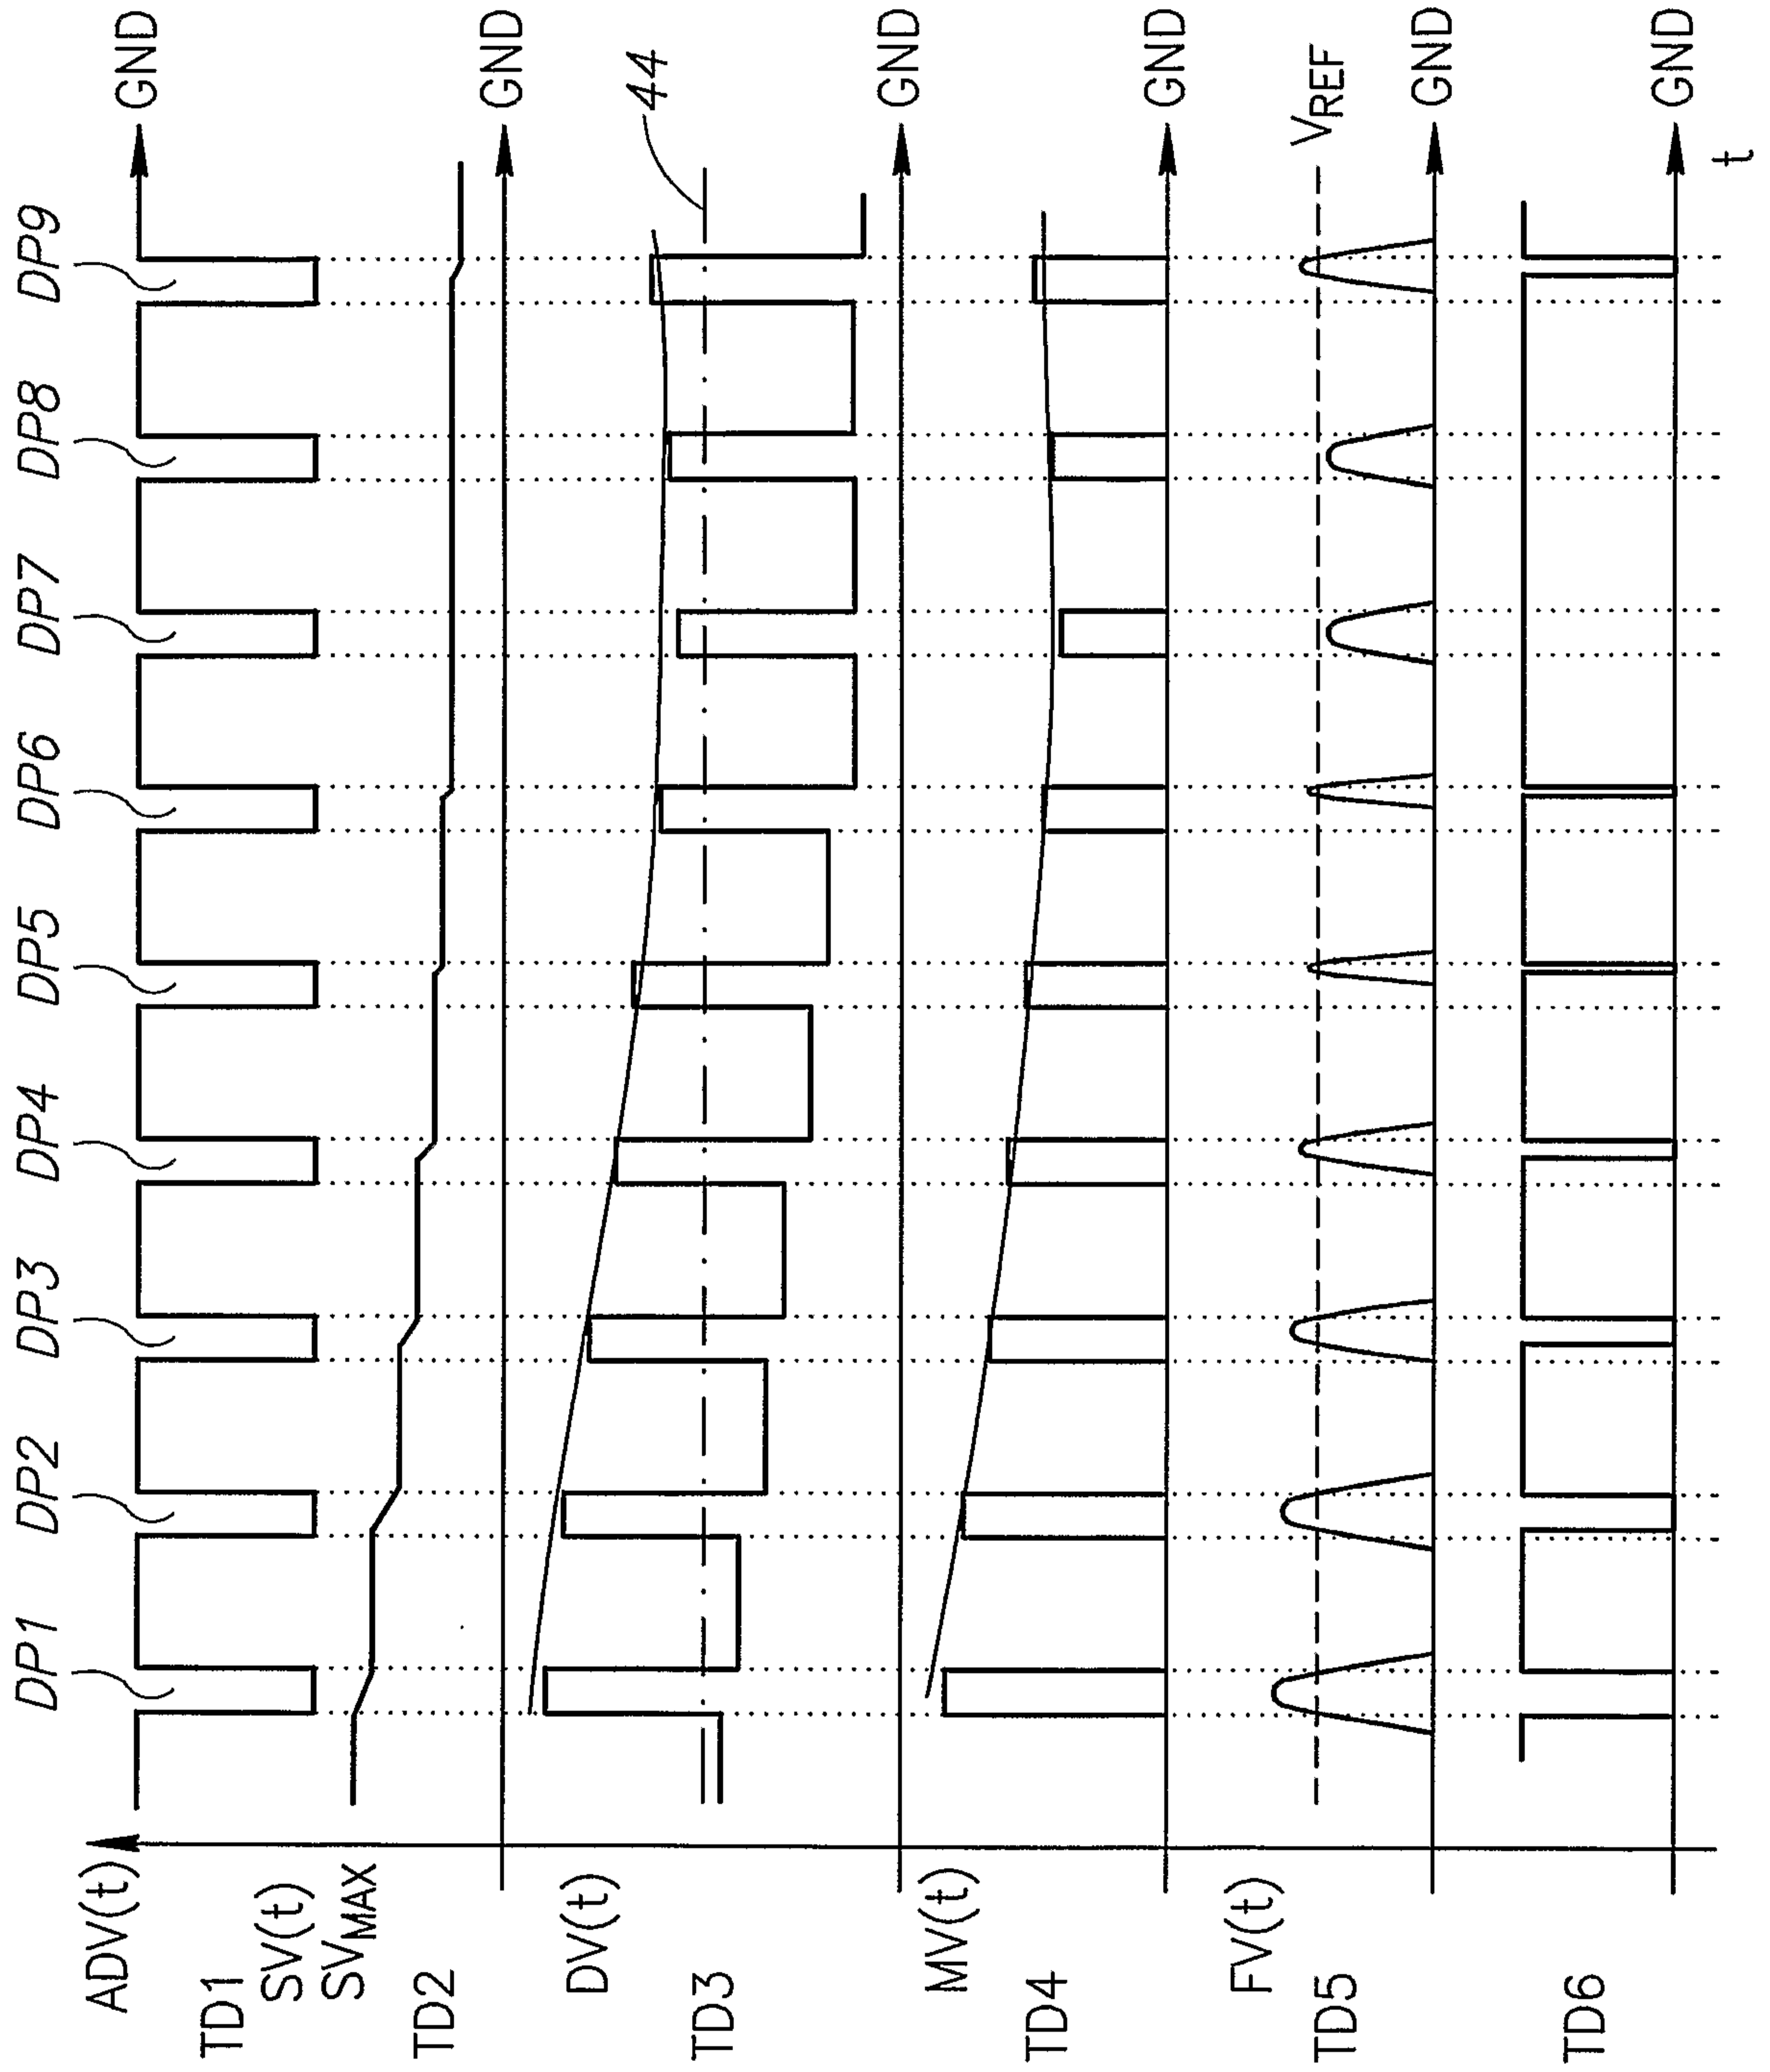 ADV(t)
TD1
SV(t)
SVMAX
TD2
DV(t)
TD3
MV(t)
TD4
FV(t)
TD5
TD6
DP1
DP2
DP3
DP4
DP5
DP6
DP7
DP8
DP9
GND
GND
44
GND
GND
VREF
GND
GND
t